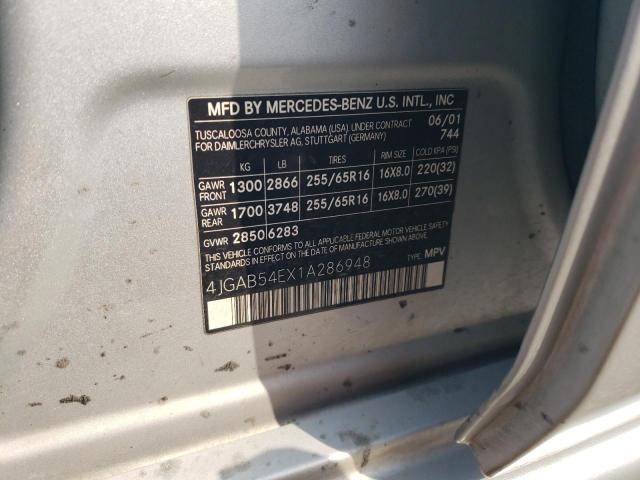 MFD BY MERCEDES-BENZ U.S. INTL., INC
TUSCALOOSA COUNTY, ALABAMA (USA) UNDER CONTRACT 06/01
FOR DAIMLERCHRYSLER AG, STUTTGART (GERMANY) 744
KG LB TIRES RIM SIZE COLD KPA (PSI)
GAWR FRONT 1300 2866 255/65R16 16X8.0 220(32)
GAWR REAR 1700 3748 255/65R16 16X8.0 270(39)
GVWR 2850 6283
THIS VEHICLE CONFORMS TO ALL APPLICABLE FEDERAL MOTOR VEHICLE
SAFETY STANDARDS IN EFFECT ON THE DATE OF MANUFACTURE SHOWN ABOVE.
4JGAB54EX1A286948 TYPE: MPV